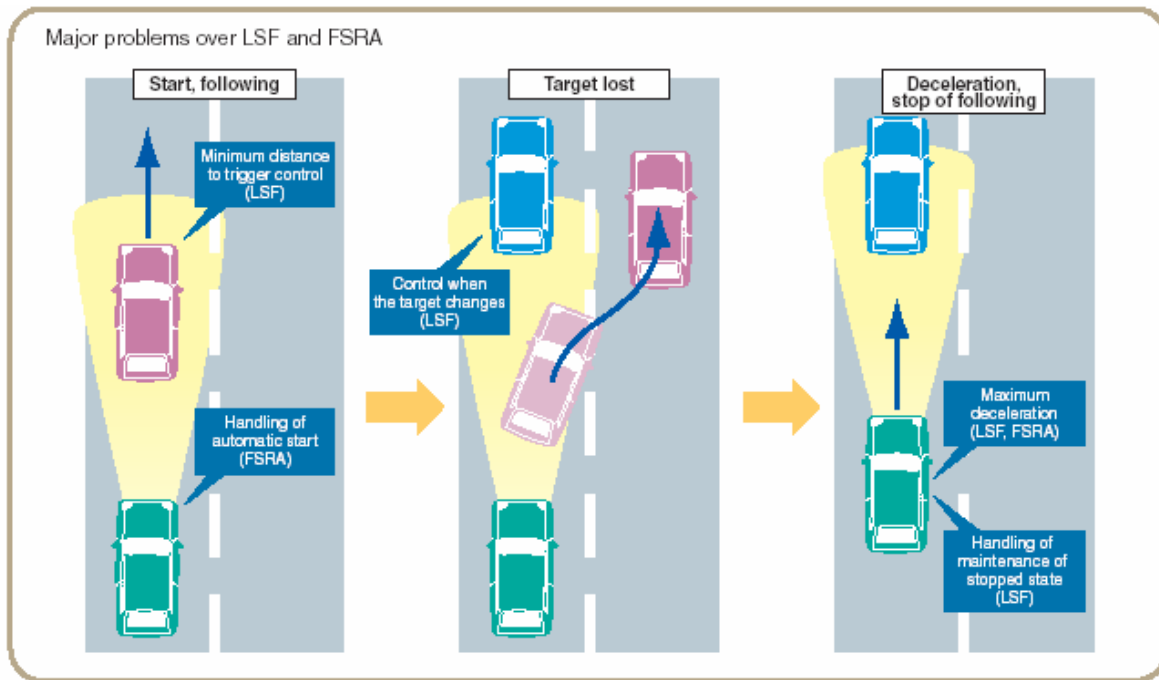 Major problems over LSF and FSRA
Start, following
Minimum distance
to trigger control
(LSF)
Handling of
automatic start
(FSRA)
Target lost
Control when
the target changes
(LSF)
Deceleration,
stop of following
Maximum
deceleration
(LSF, FSRA)
Handling of
maintenance of
stopped state
(LSF)